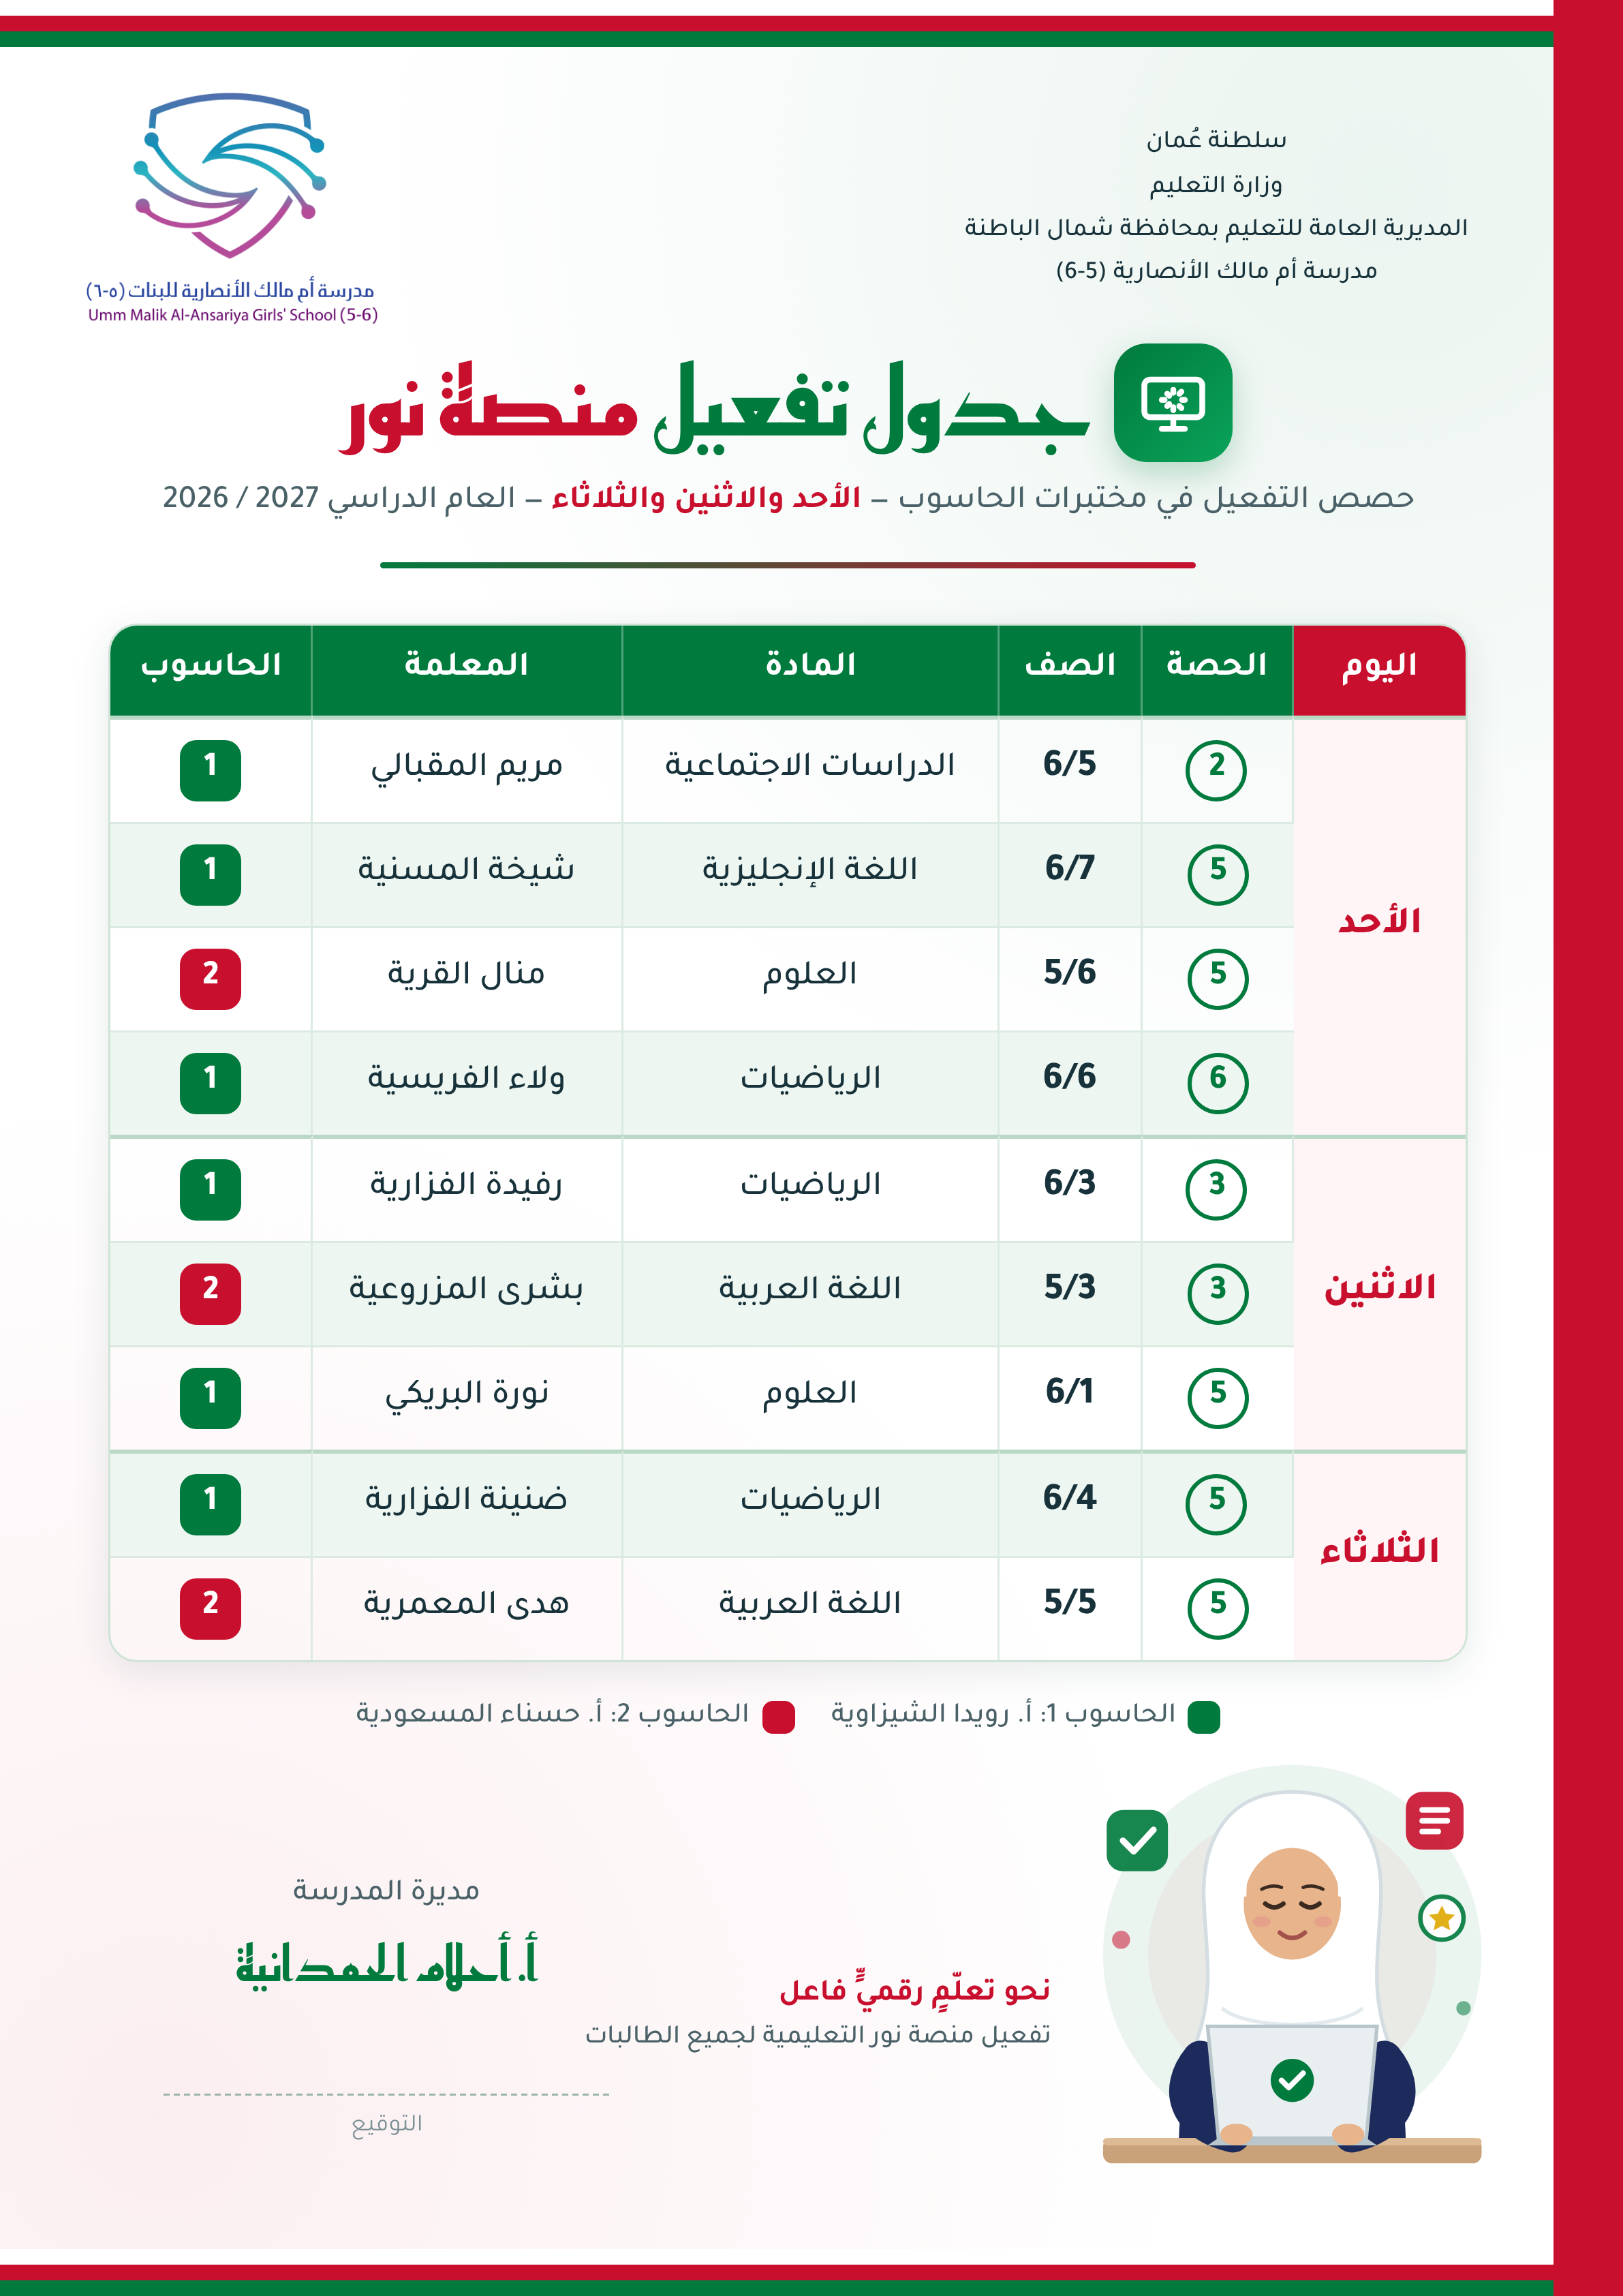 سلطنة عُمان
وزارة التعليم
المديرية العامة للتعليم بمحافظة شمال الباطنة
مدرسة أم مالك الأنصارية (5-6)
مدرسة أم مالك الأنصارية للبنات (٥-٦)
Umm Malik Al-Ansariya Girls' School (5-6)
جدول تفعيل منصة نور
حصص التفعيل في مختبرات الحاسوب – الأحد والاثنين والثلاثاء – العام الدراسي 2027 / 2026
اليوم الحصة الصف المادة المعلمة الحاسوب
الأحد
2 6/5 الدراسات الاجتماعية مريم المقبالي 1
5 6/7 اللغة الإنجليزية شيخة المسنية 1
5 5/6 العلوم منال القرية 2
6 6/6 الرياضيات ولاء الفريسية 1
الاثنين
3 6/3 الرياضيات رفيدة الفزارية 1
3 5/3 اللغة العربية بشرى المزروعية 2
5 6/1 العلوم نورة البريكي 1
الثلاثاء
5 6/4 الرياضيات ضنينة الفزارية 1
5 5/5 اللغة العربية هدى المعمرية 2
الحاسوب 1: أ. رويدا الشيزاوية الحاسوب 2: أ. حسناء المسعودية
نحو تعلّمٍ رقميٍّ فاعل
تفعيل منصة نور التعليمية لجميع الطالبات
مديرة المدرسة
أ. أحلام الحمدانية
التوقيع